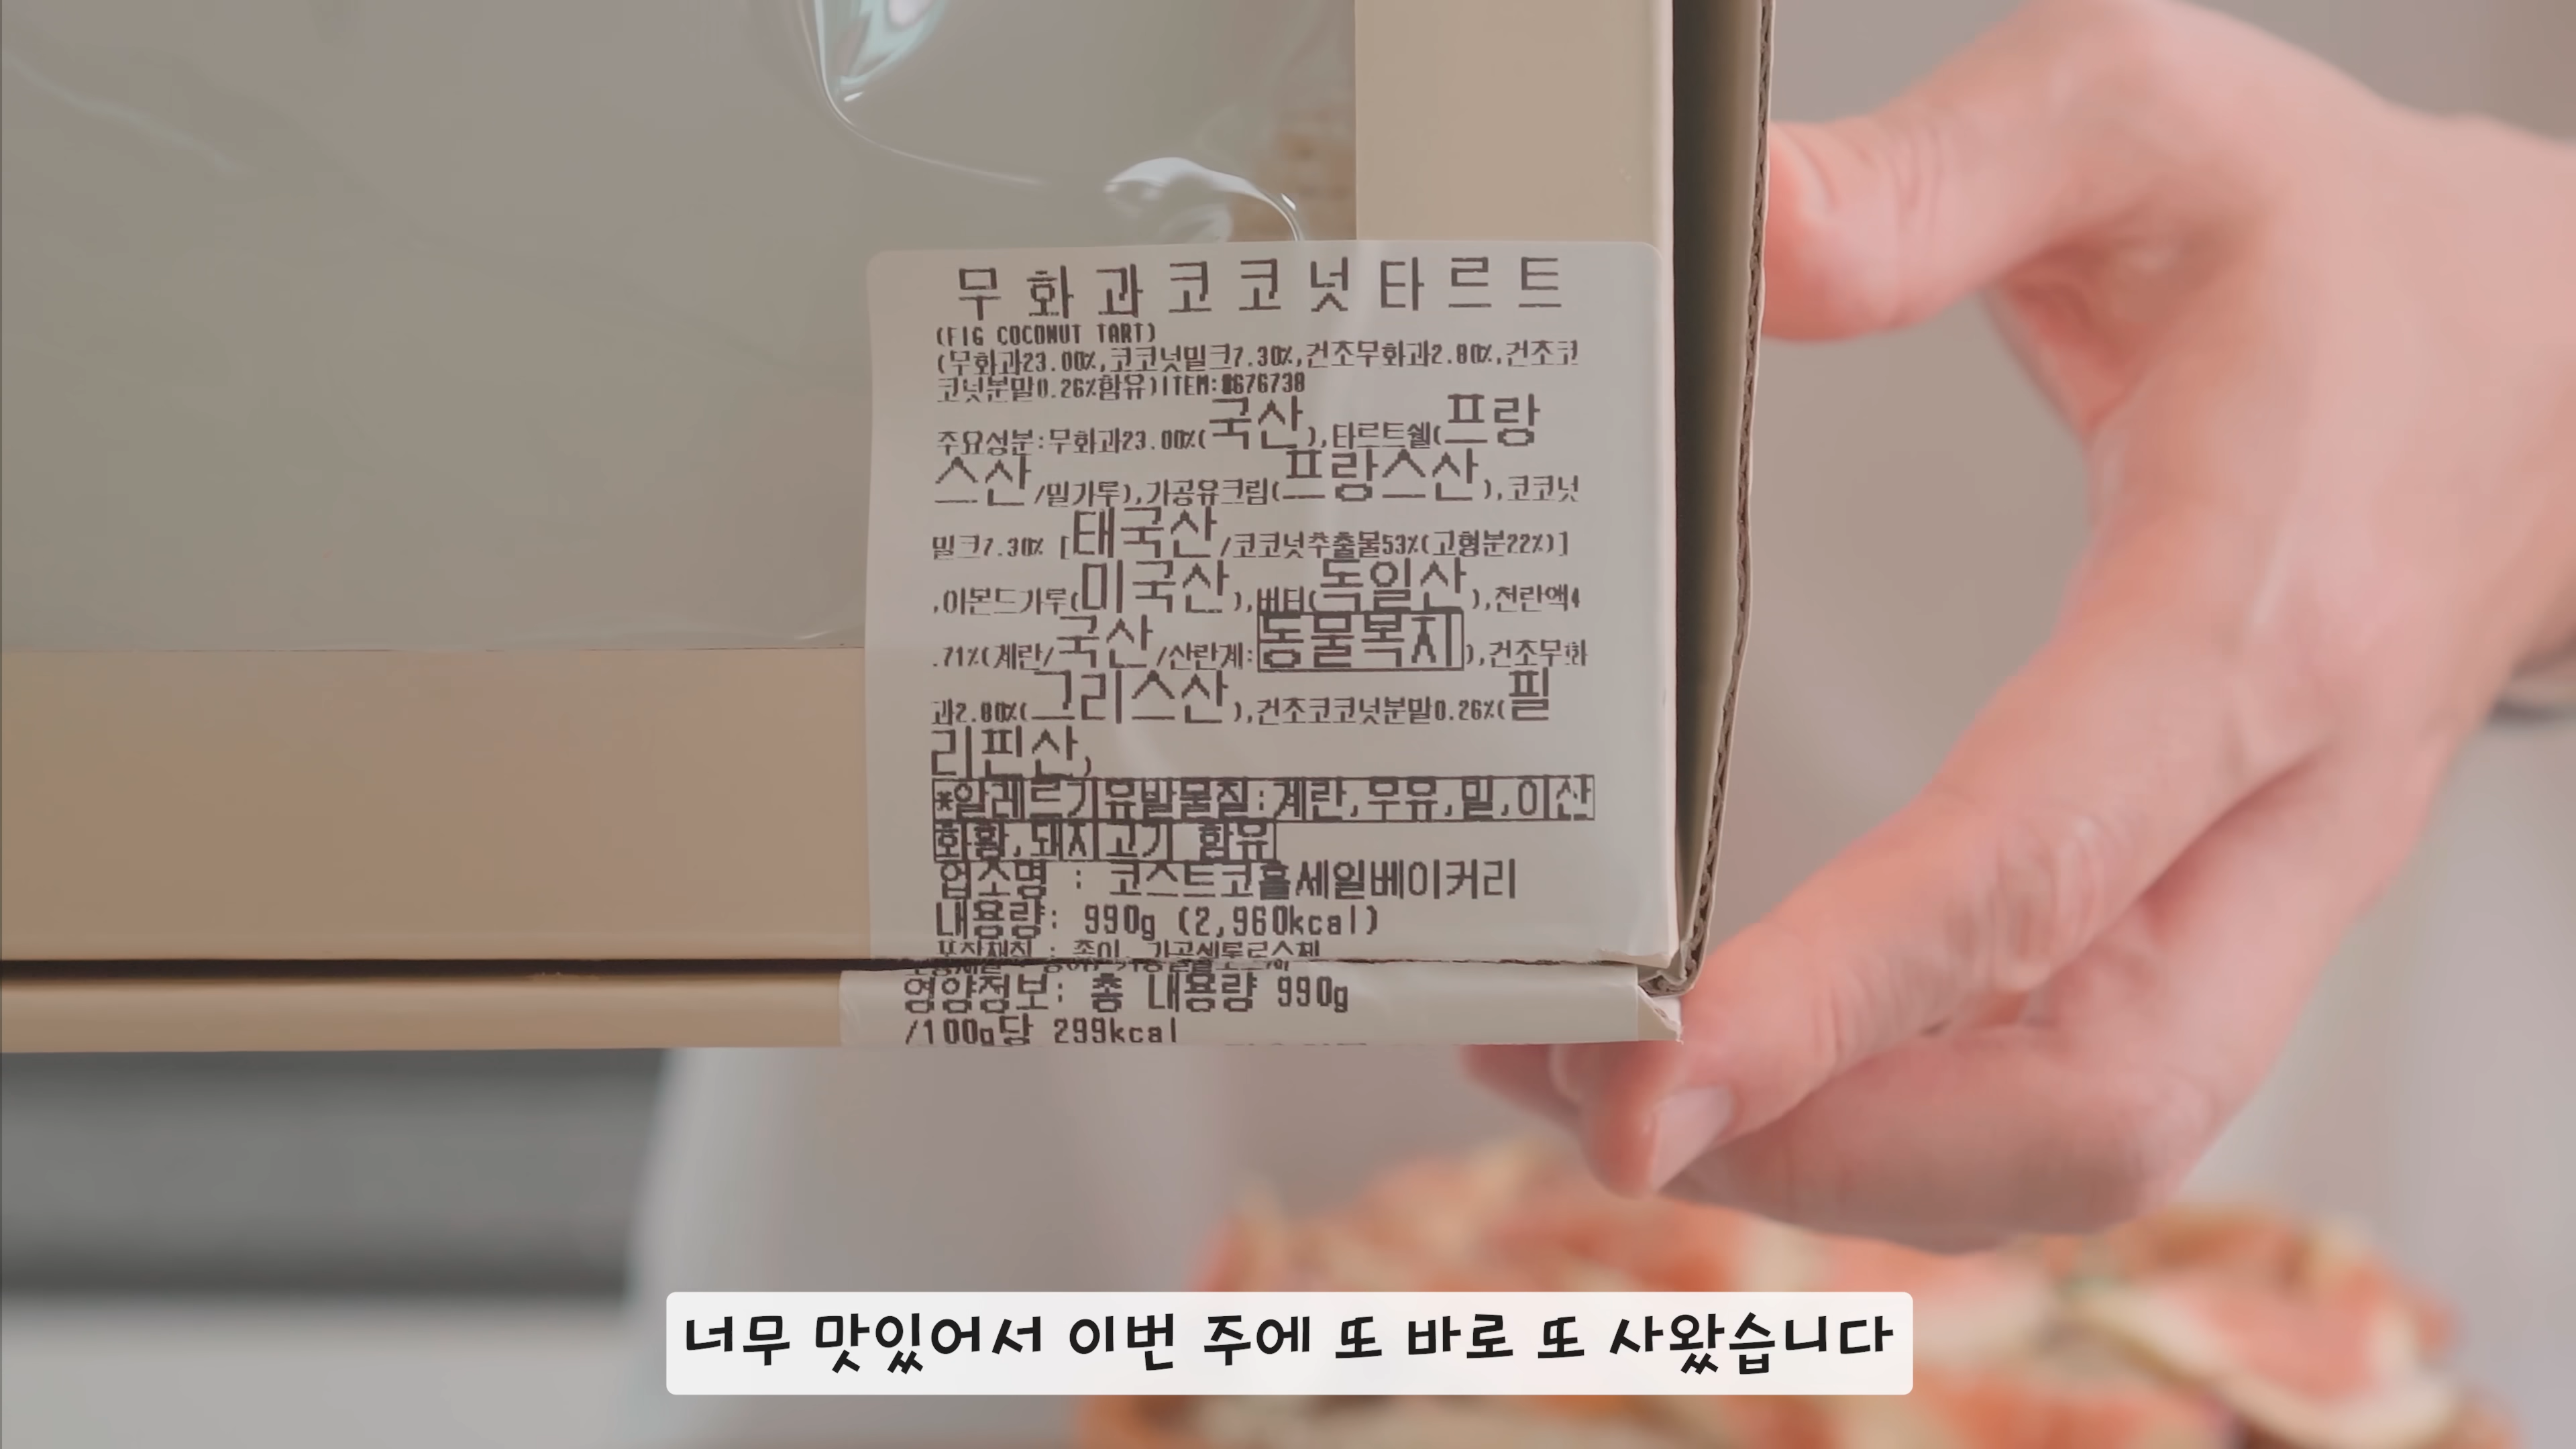 무화과코코넛타르트
(FIG COCONUT TART)
(무화과23.00%,코코넛밀크7.30%,건조무화과2.80%,건조코
코넛분말0.26%함유)ITEM:8676738
주요성분:무화과23.00%(국산),타르트쉘(프랑
스산/밀가루),가공유크림(프랑스산),코코넛
밀크7.30% [태국산/코코넛추출물53%(고형분22%)]
,아몬드가루(미국산),버터(독일산),전란액4
.71%(계란/국산/산란계:동물복지),건조무화
과2.80%(그리스산),건조코코넛분말0.26%(필
리핀산)
*알레르기유발물질:계란,우유,밀,이산
화황,돼지고기 함유
업소명 : 코스트코홀세일베이커리
내용량: 990g (2,960kcal)
포장재질 : 종이,
영양정보: 총 내용량 990g
/100g당 299kcal
너무 맛있어서 이번 주에 또 바로 또 사왔습니다